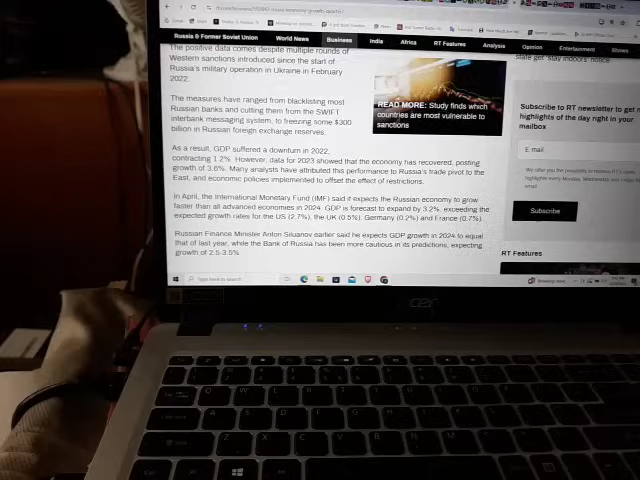 Russia & Former Soviet Union
World News
Business
India
Africa
RT Features
Analysis
Opinion
Entertainment
Shows
The positive data comes despite multiple rounds of
Western sanctions introduced since the start of
Russia's military operation in Ukraine in February
2022.
The measures have ranged from blacklisting most
Russian banks and cutting them from the SWIFT
interbank messaging system, to freezing some $300
billion in Russian foreign exchange reserves.
READ MORE: Study finds which
countries are most vulnerable to
sanctions
As a result, GDP suffered a downturn in 2022,
contracting 1.2%. However, data for 2023 showed that the economy has recovered, posting
growth of 3.6%. Many analysts have attributed this performance to Russia's trade pivot to the
East, and economic policies implemented to offset the effect of restrictions.
In April, the International Monetary Fund (IMF) said it expects the Russian economy to grow
faster than all advanced economies in 2024. GDP is forecast to expand by 3.2%, exceeding the
expected growth rates for the US (2.7%), the UK (0.5%), Germany (0.2%) and France (0.7%).
Russian Finance Minister Anton Siluanov earlier said he expects GDP growth in 2024 to equal
that of last year, while the Bank of Russia has been more cautious in its predictions, expecting
growth of 2.5-3.5%.
state get 'stay indoors' notice
Subscribe to RT newsletter to get
highlights of the day right in your
mailbox
E-mail
Subscribe
RT Features
Type here to search
acer